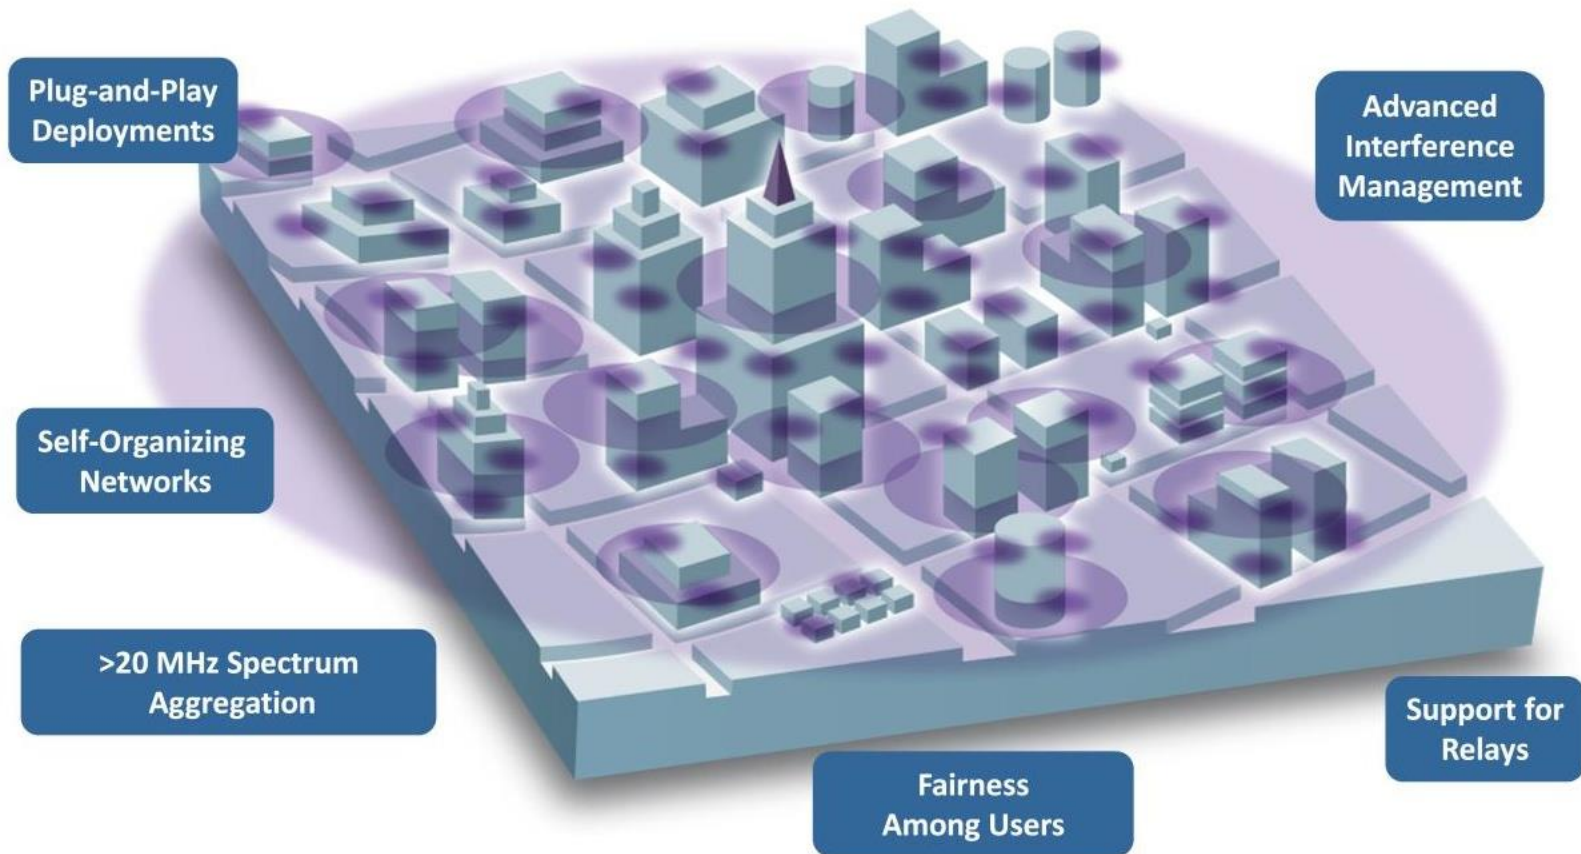 Plug-and-Play
Deployments
Advanced
Interference
Management
Self-Organizing
Networks
>20 MHz Spectrum
Aggregation
Support for
Relays
Fairness
Among Users